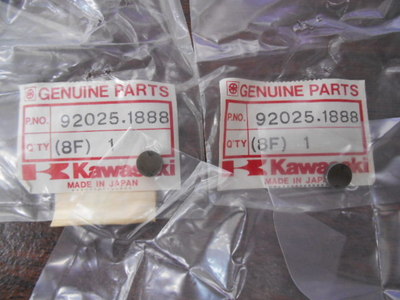 GENUINE PARTS
P.NO. 92025-1888
Q'TY (8F) 1
Kawasaki
MADE IN JAPAN
GENUINE PARTS
P.NO. 92025-1888
Q'TY (8F) 1
Kawasaki
MADE IN JAPAN